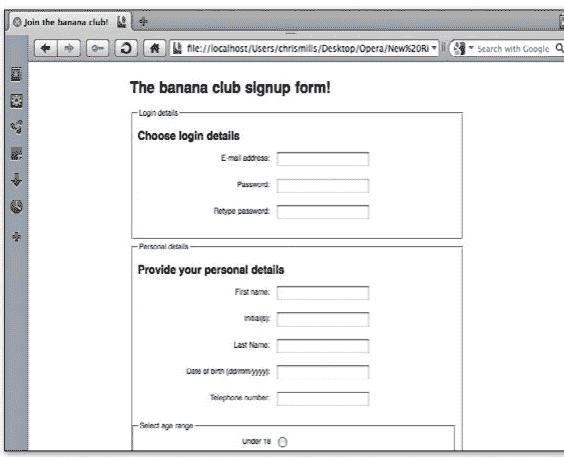 Join the banana club!
file://localhost/Users/chrismills/Desktop/Opera/New%20Ri
Search with Google
The banana club signup form!
Login details
Choose login details
E-mail address:
Password:
Retype password:
Personal details
Provide your personal details
First name:
Initial(s):
Last Name:
Date of birth (dd/mm/yyyy):
Telephone number:
Select age range
Under 18